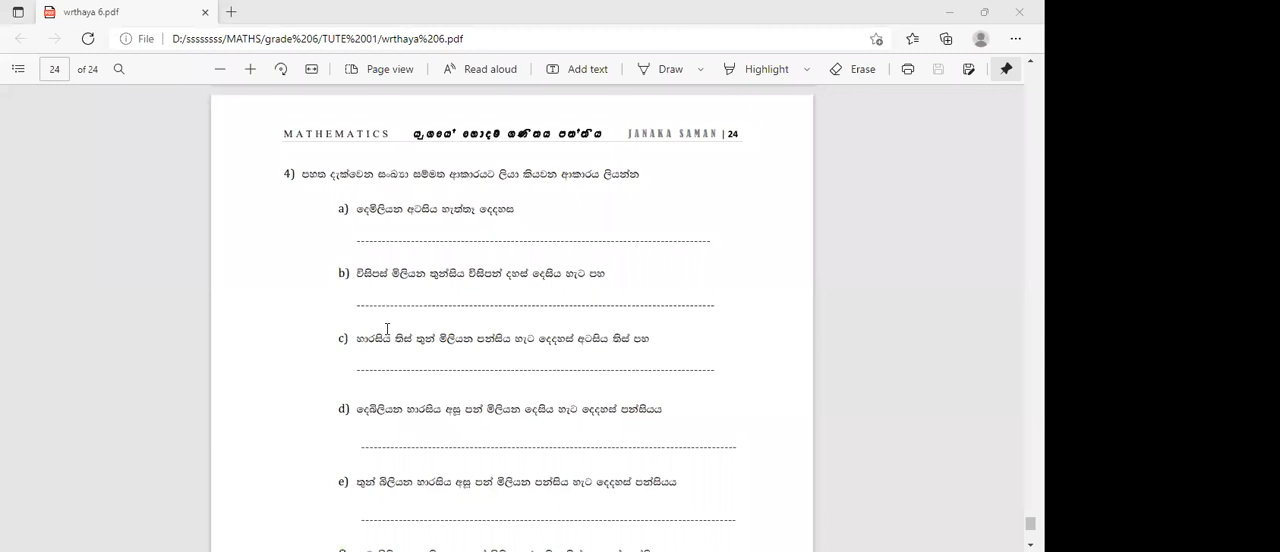 wrthaya 6.pdf
File D:/ssssssss/MATHS/grade%206/TUTE%2001/wrthaya%206.pdf
24 of 24 Page view Read aloud Add text Draw Highlight Erase
MATHEMATICS හොඳම ගණිතය පන්තිය JANAKA SAMAN | 24
4) පහත දැක්වෙන සංඛ්‍යා සම්මත ආකාරයට ලියා කියවන ආකාරය ලියන්න
a) දෙමිලියන අටසිය හැත්තෑ දෙදහස
b) විසිපස් මිලියන තුන්සිය විසිපන් දහස් දෙසිය හැට පහ
c) හාරසිය තිස් තුන් මිලියන පන්සිය හැට දෙදහස් අටසිය තිස් පහ
d) දෙබිලියන හාරසිය අසූ පන් මිලියන දෙසිය හැට දෙදහස් පන්සියය
e) තුන් බිලියන හාරසිය අසූ පන් මිලියන පන්සිය හැට දෙදහස් පන්සියය